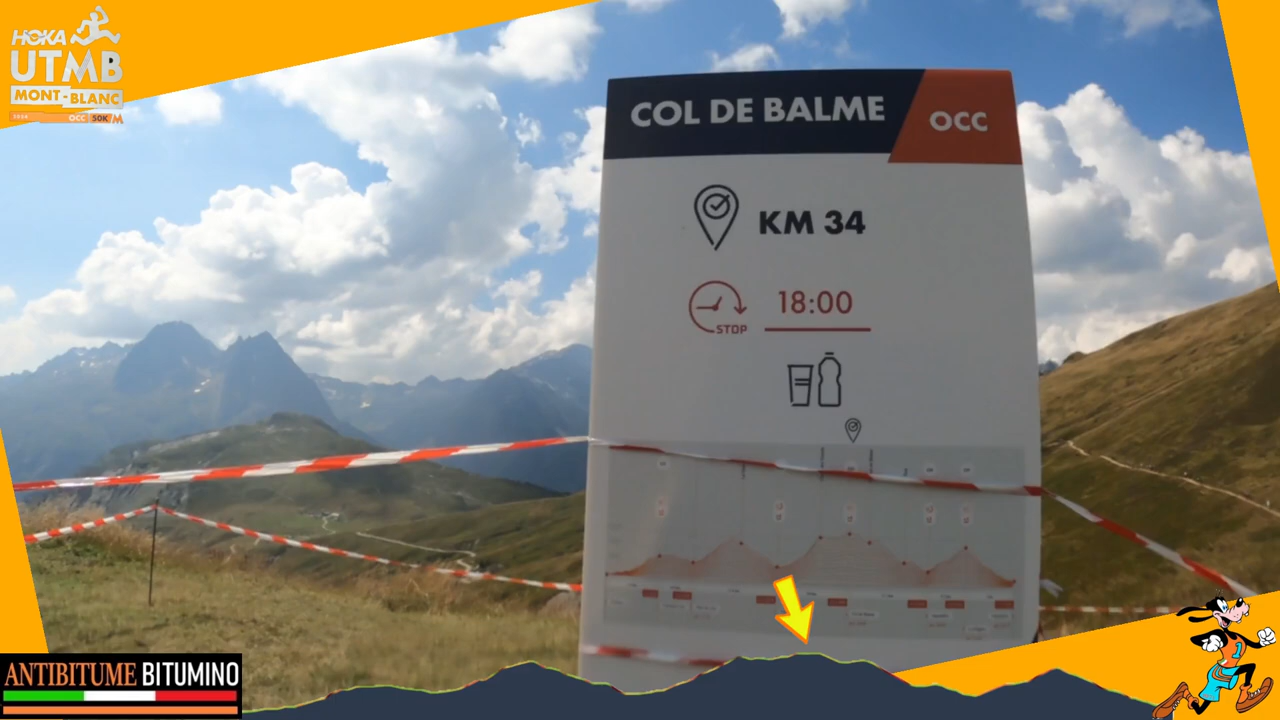 HOKA
UTMB
MONT-BLANC
OCC 50K M
COL DE BALME
OCC
KM 34
18:00
STOP
ANTIBITUME BITUMINO